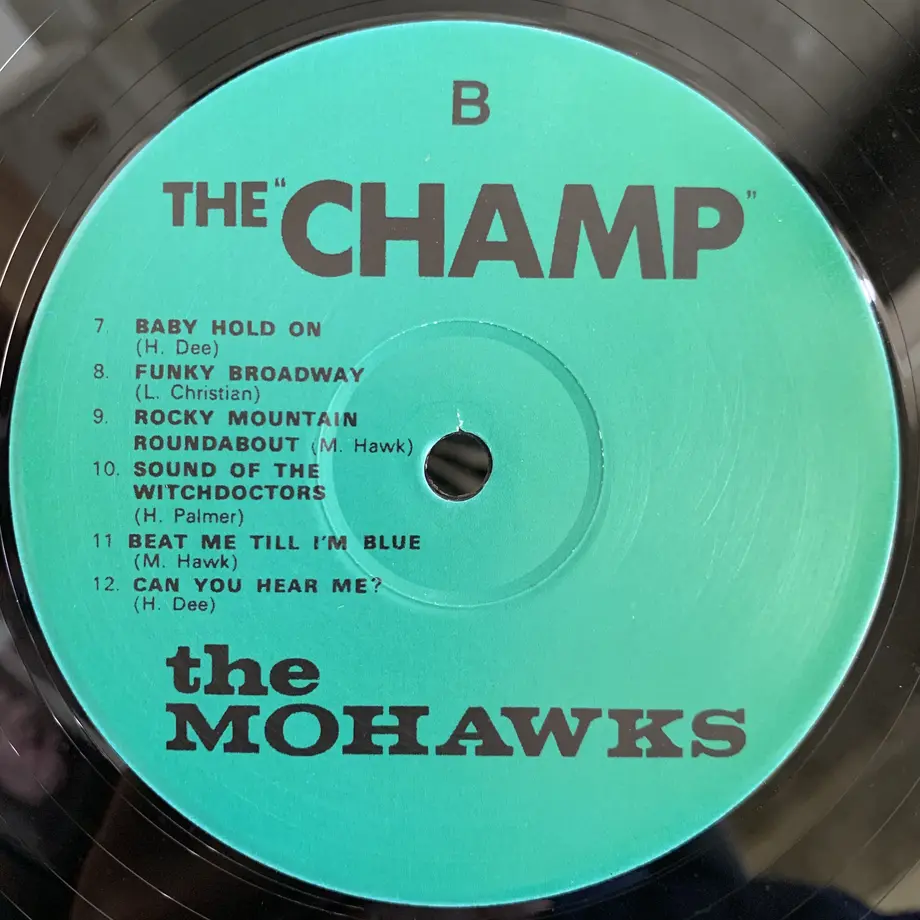 B
THE "CHAMP"
7. BABY HOLD ON
(H. Dee)
8. FUNKY BROADWAY
(L. Christian)
9. ROCKY MOUNTAIN
ROUNDABOUT (M. Hawk)
10. SOUND OF THE
WITCHDOCTORS
(H. Palmer)
11 BEAT ME TILL I'M BLUE
(M. Hawk)
12. CAN YOU HEAR ME?
(H. Dee)
the
MOHAWKS